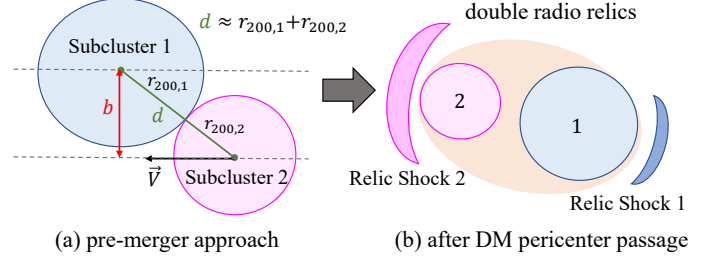 d ≈ r₂₀₀,₁+r₂₀₀,₂
Subcluster 1
r₂₀₀,₁
b
d
r₂₀₀,₂
V⃗
Subcluster 2
(a) pre-merger approach
double radio relics
2
1
Relic Shock 2
Relic Shock 1
(b) after DM pericenter passage